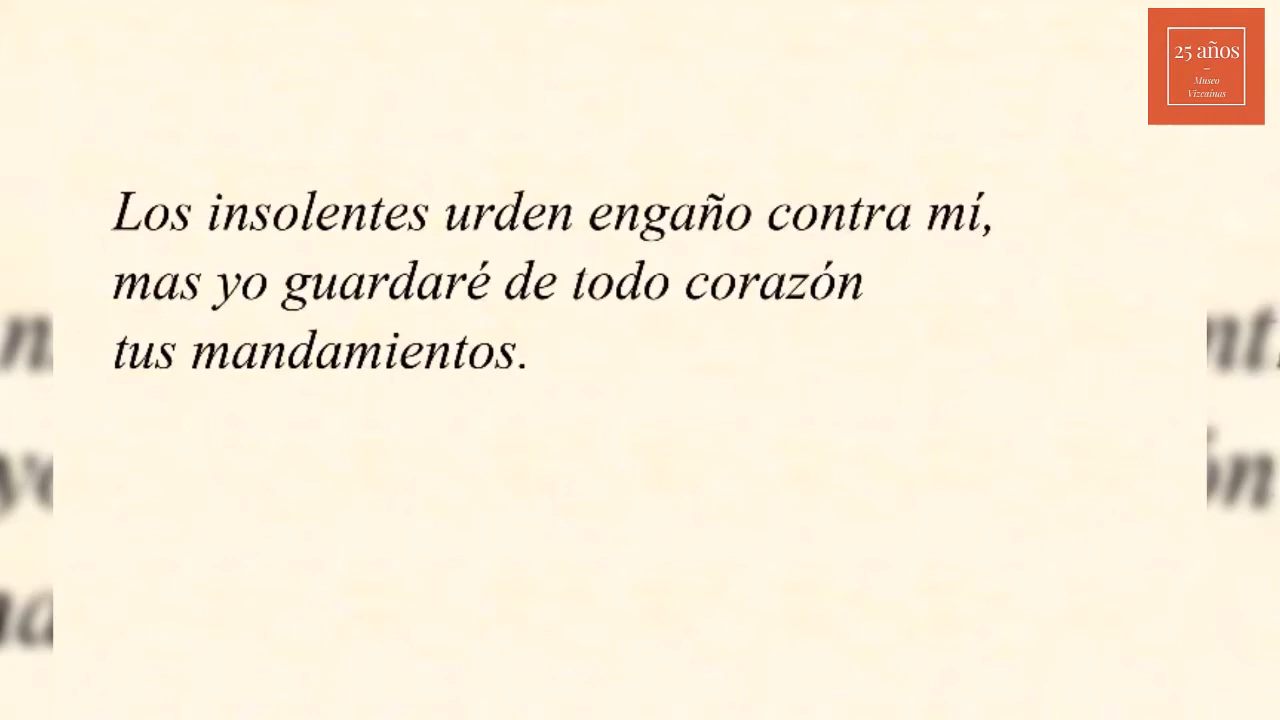 25 años
–
Museo
Vizcaínas
Los insolentes urden engaño contra mí,
mas yo guardaré de todo corazón
tus mandamientos.